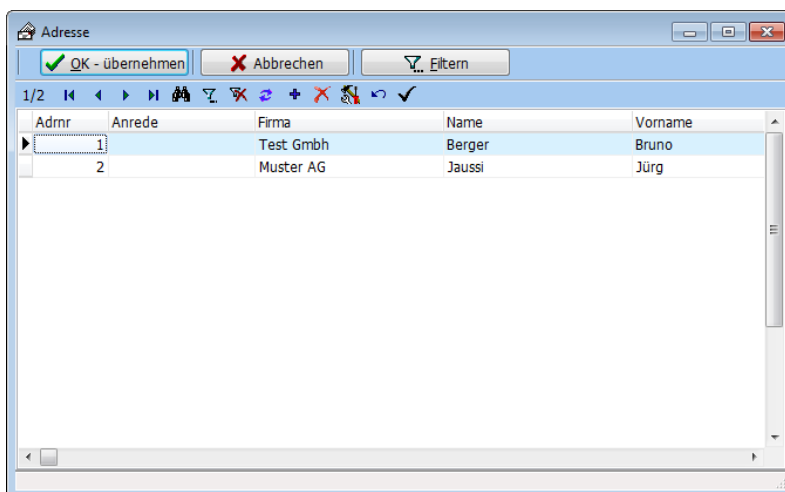 Adresse
OK - übernehmen Abbrechen Filtern
1/2
Adrnr Anrede Firma Name Vorname
1 Test Gmbh Berger Bruno
2 Muster AG Jaussi Jürg